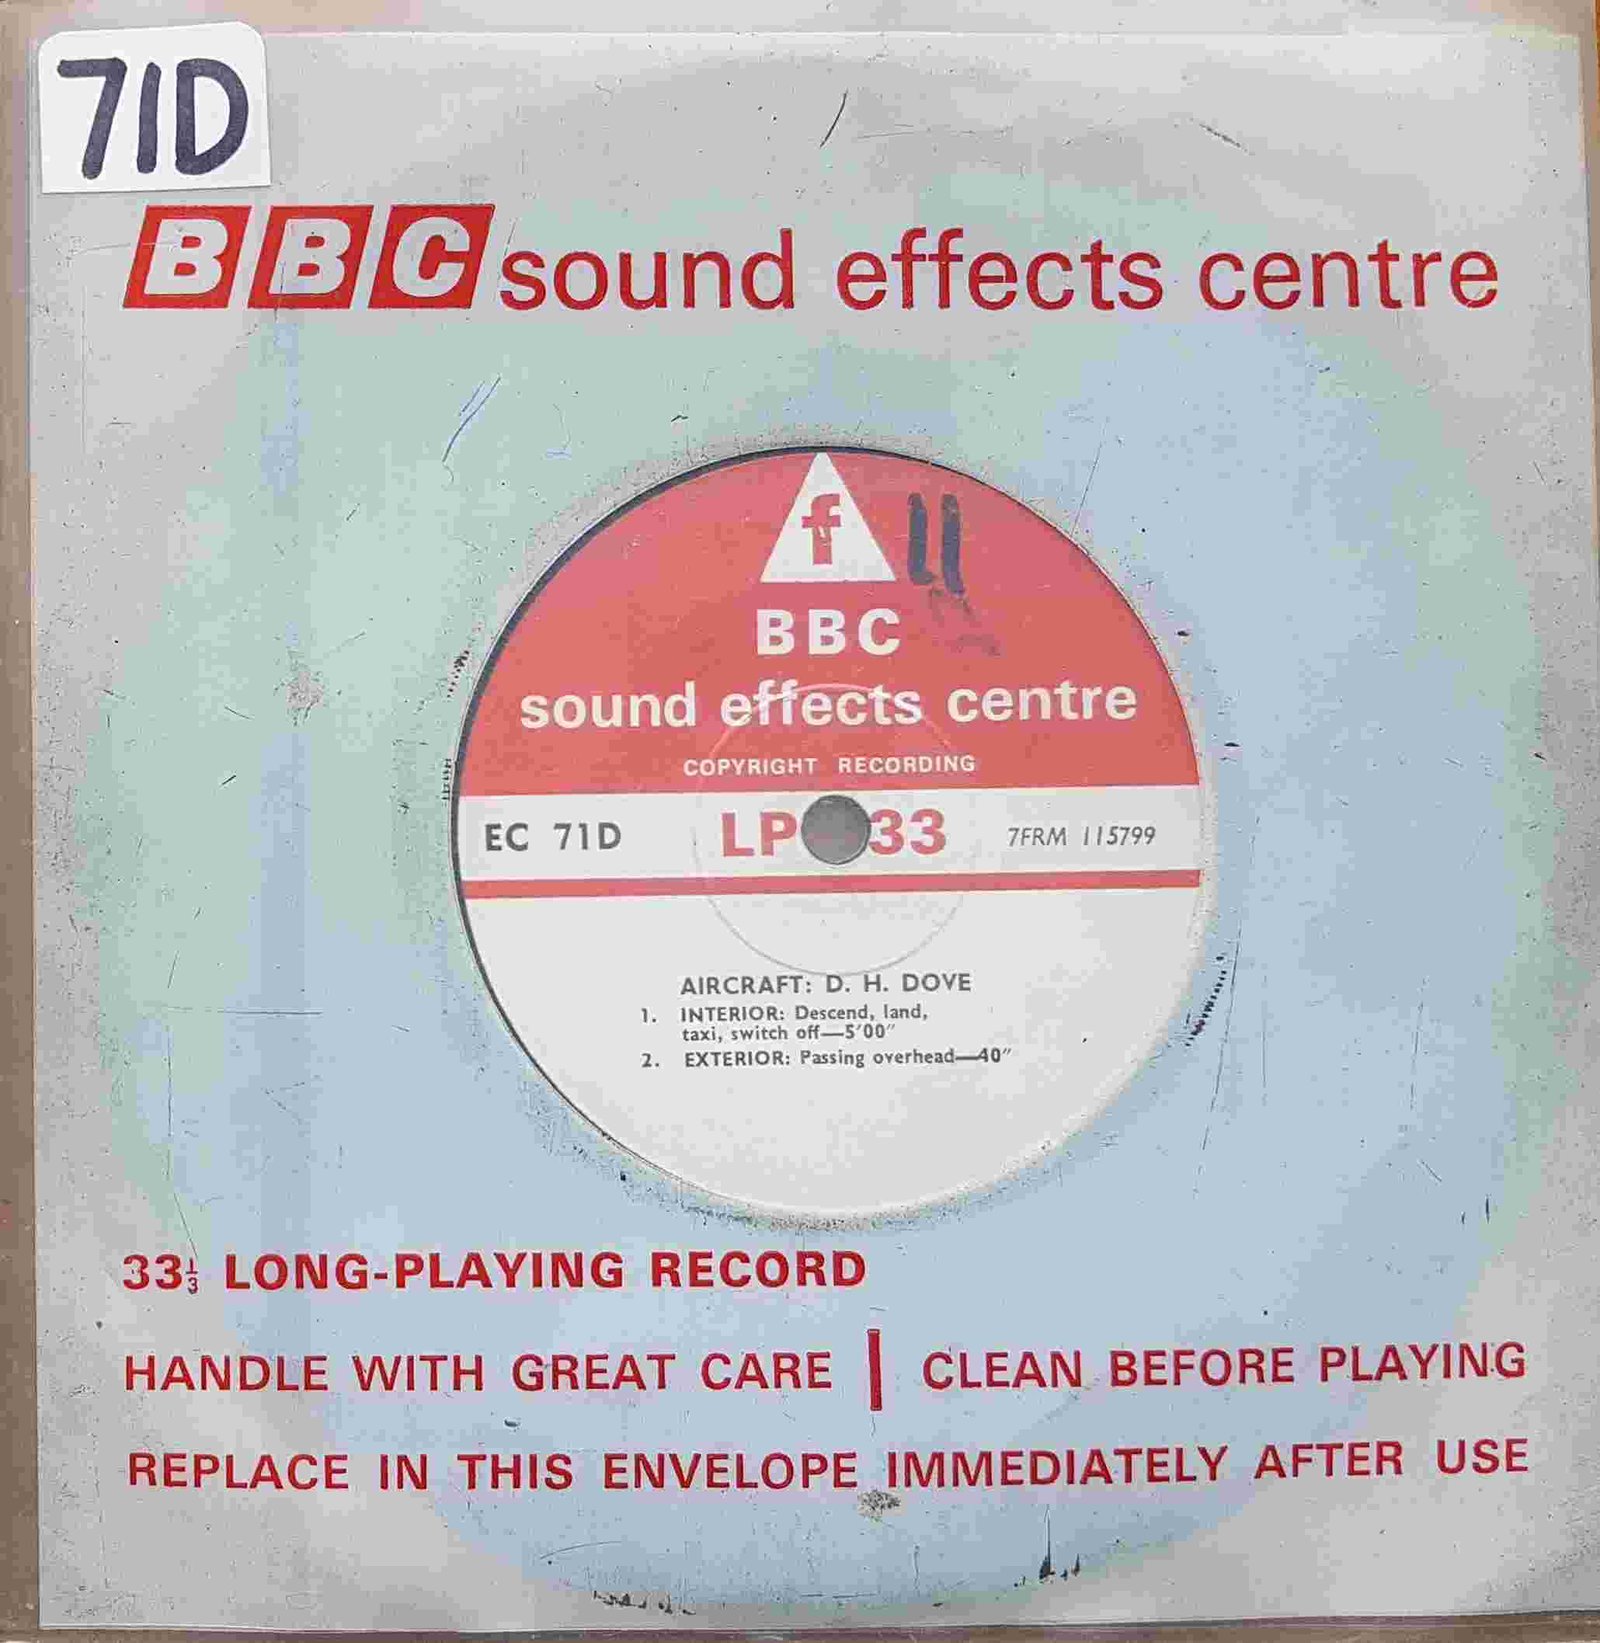 71D
BBC sound effects centre
f
11
BBC
sound effects centre
COPYRIGHT RECORDING
EC 71D LP 33 7FRM 115799
AIRCRAFT: D. H. DOVE
1. INTERIOR: Descend, land,
taxi, switch off—5'00"
2. EXTERIOR: Passing overhead—40"
33⅓ LONG-PLAYING RECORD
HANDLE WITH GREAT CARE | CLEAN BEFORE PLAYING
REPLACE IN THIS ENVELOPE IMMEDIATELY AFTER USE